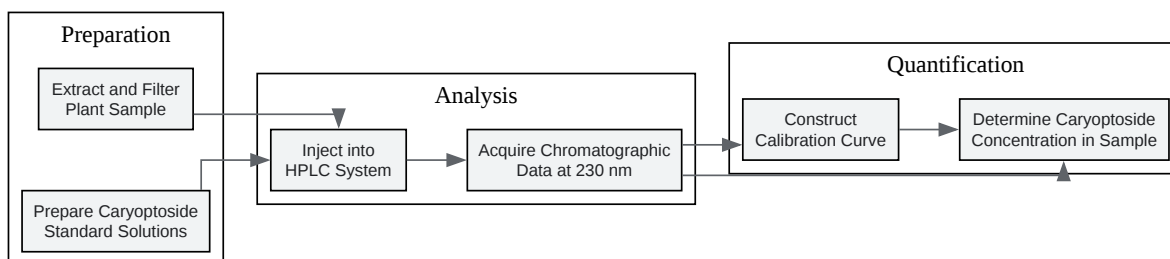 Preparation
Extract and Filter
Plant Sample
Prepare Caryoptoside
Standard Solutions
Analysis
Inject into
HPLC System
Acquire Chromatographic
Data at 230 nm
Quantification
Construct
Calibration Curve
Determine Caryoptoside
Concentration in Sample